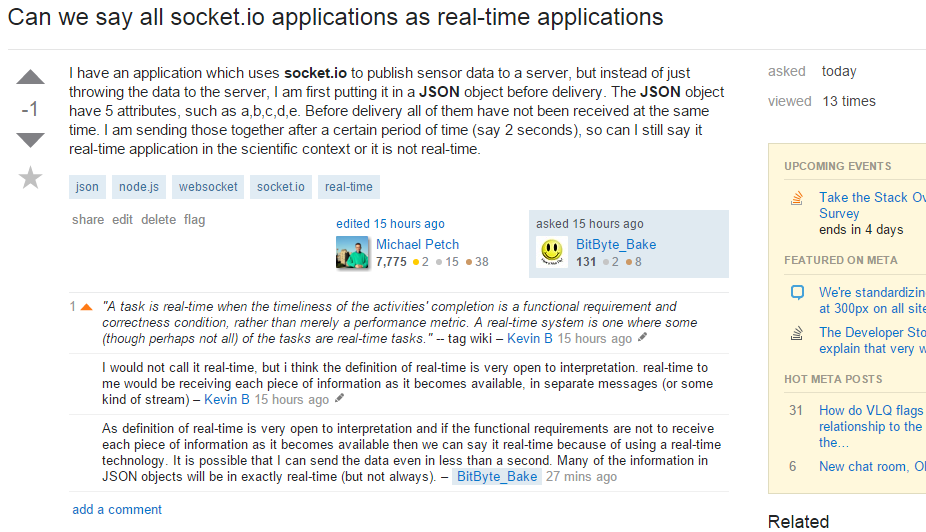 Can we say all socket.io applications as real-time applications
I have an application which uses socket.io to publish sensor data to a server, but instead of just
throwing the data to the server, I am first putting it in a JSON object before delivery. The JSON object
have 5 attributes, such as a,b,c,d,e. Before delivery all of them have not been received at the same
time. I am sending those together after a certain period of time (say 2 seconds), so can I still say it
real-time application in the scientific context or it is not real-time.
-1
json node.js websocket socket.io real-time
share edit delete flag
edited 15 hours ago
Michael Petch
7,775 2 15 38
asked 15 hours ago
BitByte_Bake
131 2 8
1
"A task is real-time when the timeliness of the activities' completion is a functional requirement and
correctness condition, rather than merely a performance metric. A real-time system is one where some
(though perhaps not all) of the tasks are real-time tasks." -- tag wiki – Kevin B 15 hours ago
I would not call it real-time, but i think the definition of real-time is very open to interpretation. real-time to
me would be receiving each piece of information as it becomes available, in separate messages (or some
kind of stream) – Kevin B 15 hours ago
As definition of real-time is very open to interpretation and if the functional requirements are not to receive
each piece of information as it becomes available then we can say it real-time because of using a real-time
technology. It is possible that I can send the data even in less than a second. Many of the information in
JSON objects will be in exactly real-time (but not always). – BitByte_Bake 27 mins ago
add a comment
asked today
viewed 13 times
UPCOMING EVENTS
Take the Stack Ov
Survey
ends in 4 days
FEATURED ON META
We're standardizin
at 300px on all site
The Developer Sto
explain that very w
HOT META POSTS
31 How do VLQ flags
relationship to the
the…
6 New chat room, Ol
Related